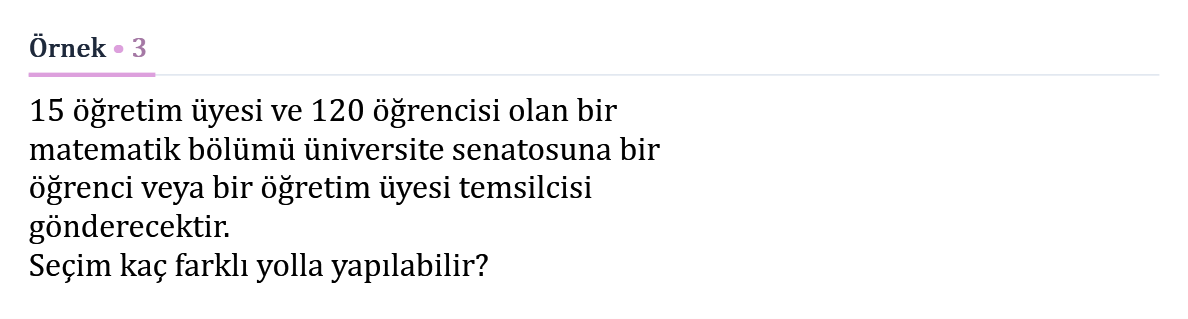 Örnek • 3
15 öğretim üyesi ve 120 öğrencisi olan bir
matematik bölümü üniversite senatosuna bir
öğrenci veya bir öğretim üyesi temsilcisi
gönderecektir.
Seçim kaç farklı yolla yapılabilir?